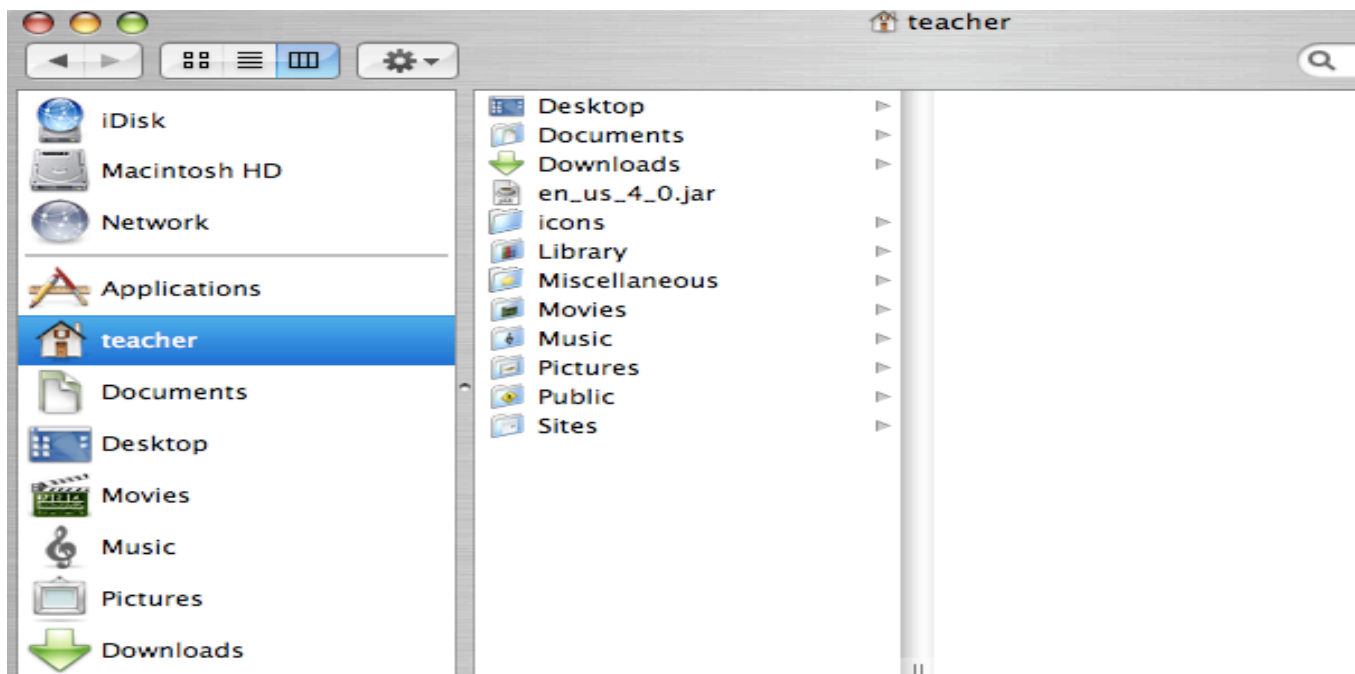 teacher
iDisk
Macintosh HD
Network
Applications
teacher
Documents
Desktop
Movies
Music
Pictures
Downloads
Desktop
Documents
Downloads
en_us_4_0.jar
icons
Library
Miscellaneous
Movies
Music
Pictures
Public
Sites